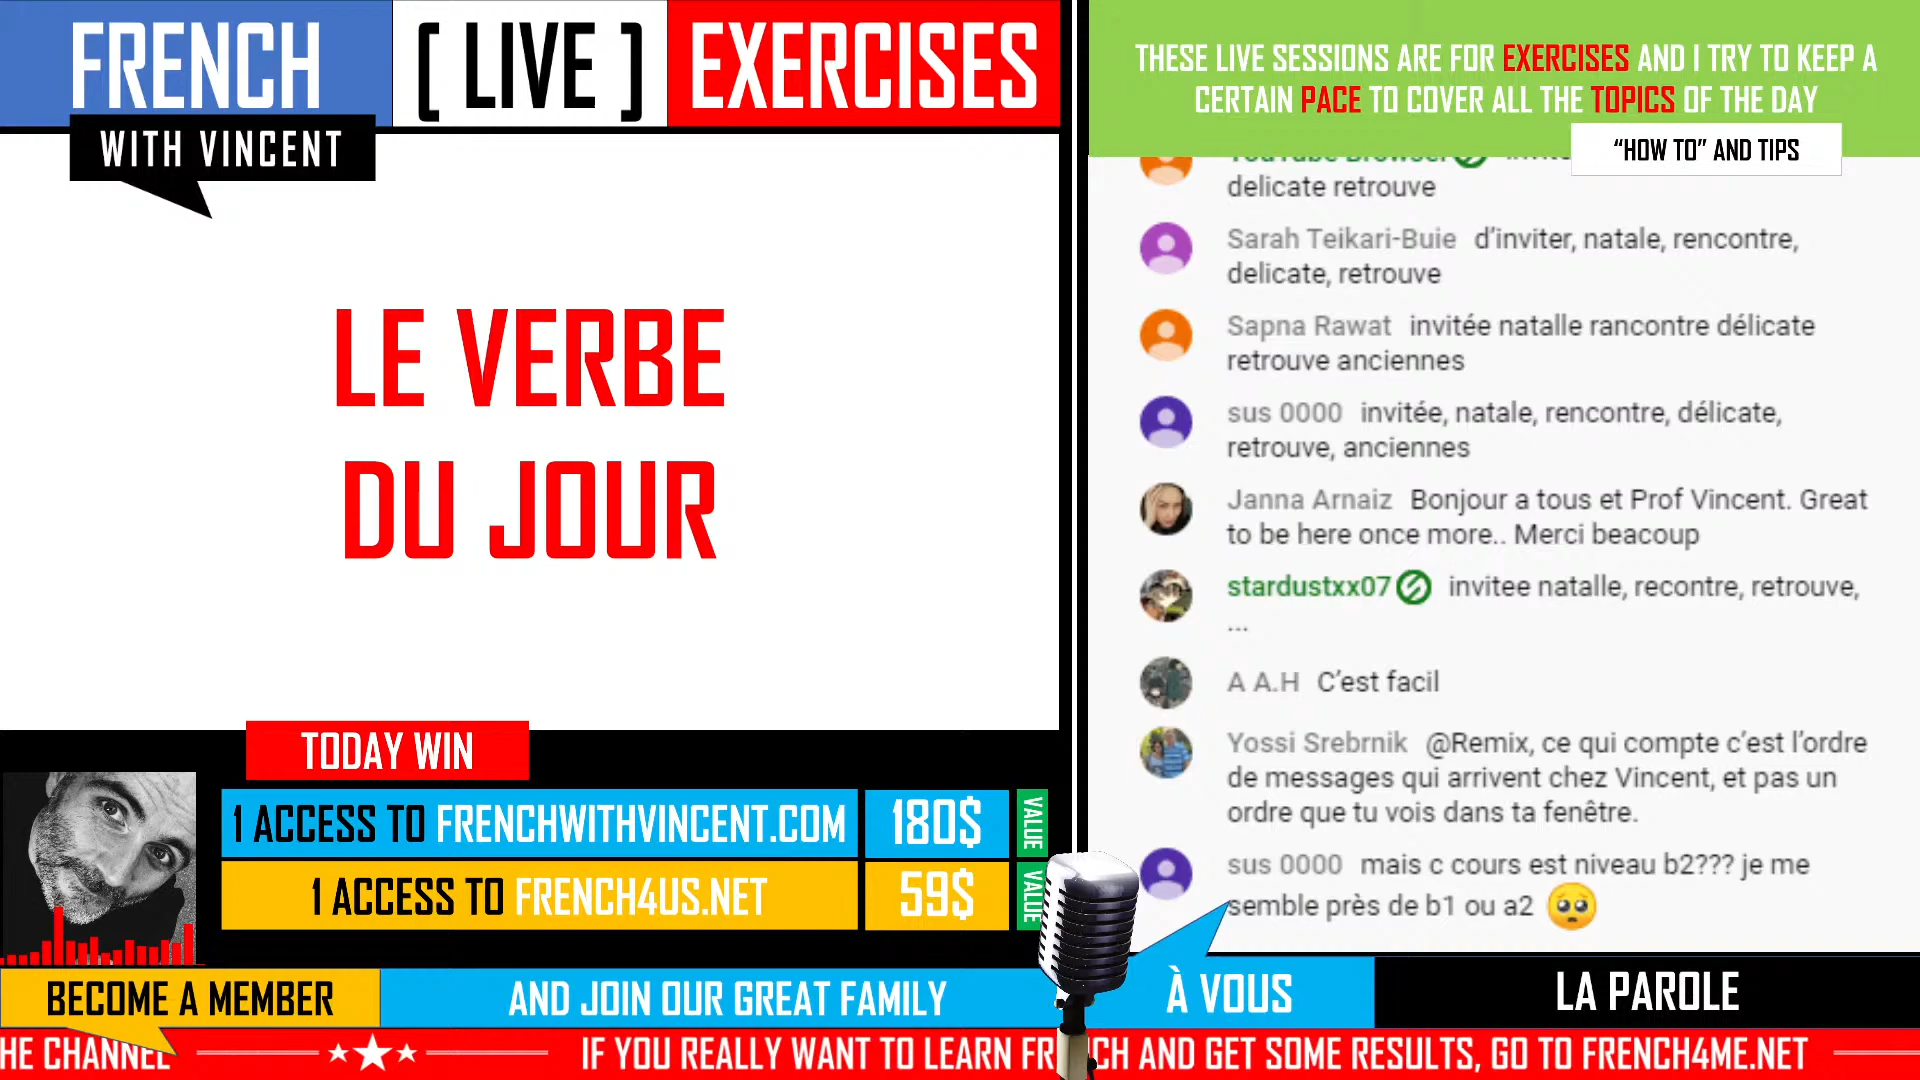 FRENCH [ LIVE ] EXERCISES
WITH VINCENT
LE VERBE
DU JOUR
TODAY WIN
1 ACCESS TO FRENCHWITHVINCENT.COM 180$ VALUE
1 ACCESS TO FRENCH4US.NET 59$ VALUE
BECOME A MEMBER AND JOIN OUR GREAT FAMILY
THESE LIVE SESSIONS ARE FOR EXERCISES AND I TRY TO KEEP A
CERTAIN PACE TO COVER ALL THE TOPICS OF THE DAY
“HOW TO” AND TIPS
YouTube Browser
delicate retrouve
Sarah Teikari-Buie d’inviter, natale, rencontre,
delicate, retrouve
Sapna Rawat invitée natalle rancontre délicate
retrouve anciennes
sus 0000 invitée, natale, rencontre, délicate,
retrouve, anciennes
Janna Arnaiz Bonjour a tous et Prof Vincent. Great
to be here once more.. Merci beacoup
stardustxx07 invitee natalle, recontre, retrouve,
...
A A.H C’est facil
Yossi Srebrnik @Remix, ce qui compte c’est l’ordre
de messages qui arrivent chez Vincent, et pas un
ordre que tu vois dans ta fenêtre.
sus 0000 mais c cours est niveau b2??? je me
semble près de b1 ou a2 🥺
À VOUS LA PAROLE
HE CHANNEL IF YOU REALLY WANT TO LEARN FR CH AND GET SOME RESULTS, GO TO FRENCH4ME.NET